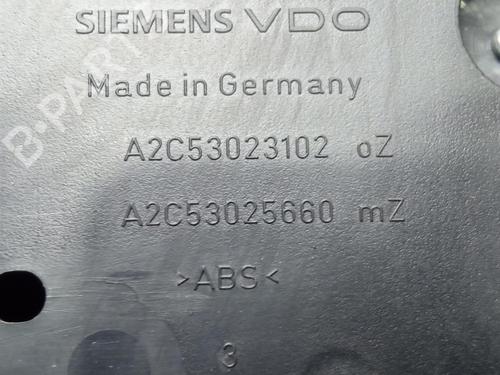 SIEMENS VDO
Made in Germany
A2C53023102 oZ
A2C53025660 mZ
>ABS<
3